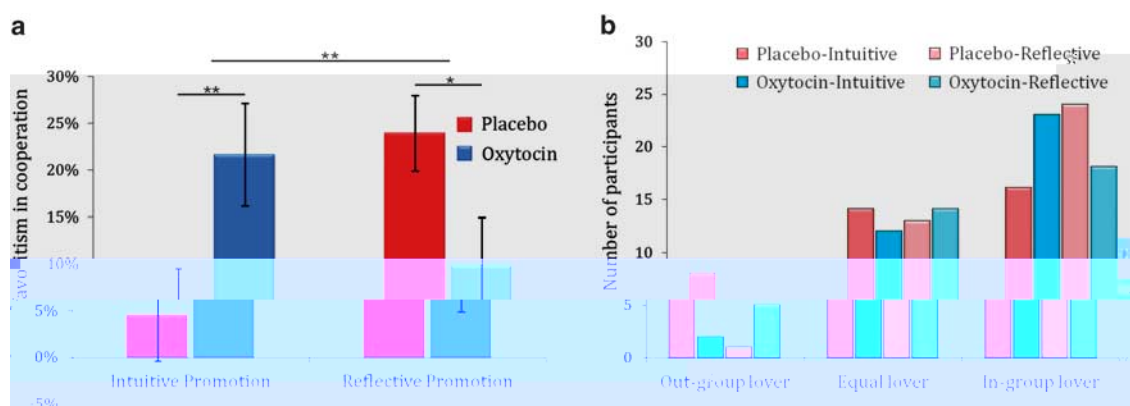 a
**
30%
**
*
25%
20%
15%
10%
5%
0%
-5%
in cooperation
Placebo
Oxytocin
Intuitive Promotion
Reflective Promotion
b
Placebo-Intuitive
Placebo-Reflective
Oxytocin-Intuitive
Oxytocin-Reflective
30
25
20
15
10
5
0
Number of participants
Out-group lover
Equal lover
In-group lover